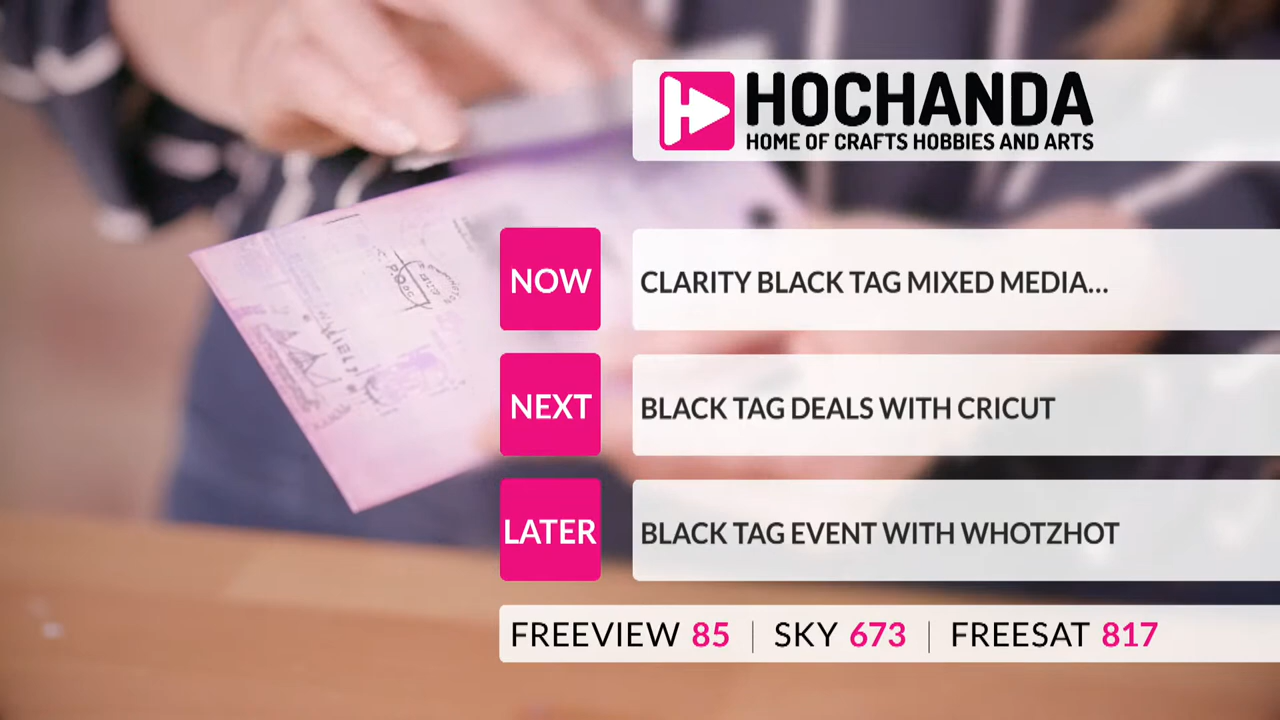 HOCHANDA
HOME OF CRAFTS HOBBIES AND ARTS
NOW
CLARITY BLACK TAG MIXED MEDIA...
NEXT
BLACK TAG DEALS WITH CRICUT
LATER
BLACK TAG EVENT WITH WHOTZHOT
FREEVIEW 85 | SKY 673 | FREESAT 817